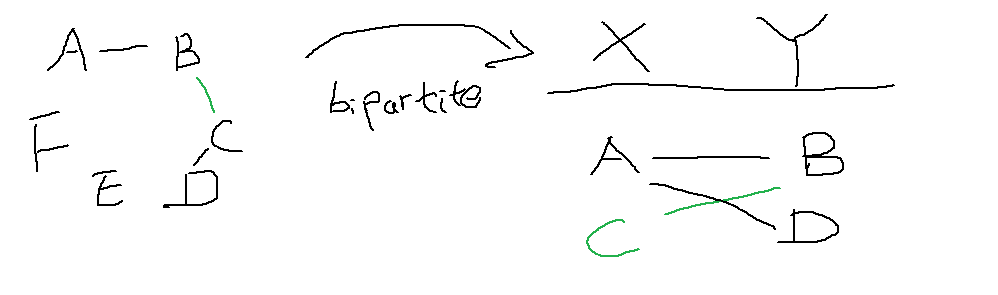 A — B
F
C
E D
bipartite
X Y
A — B
C D